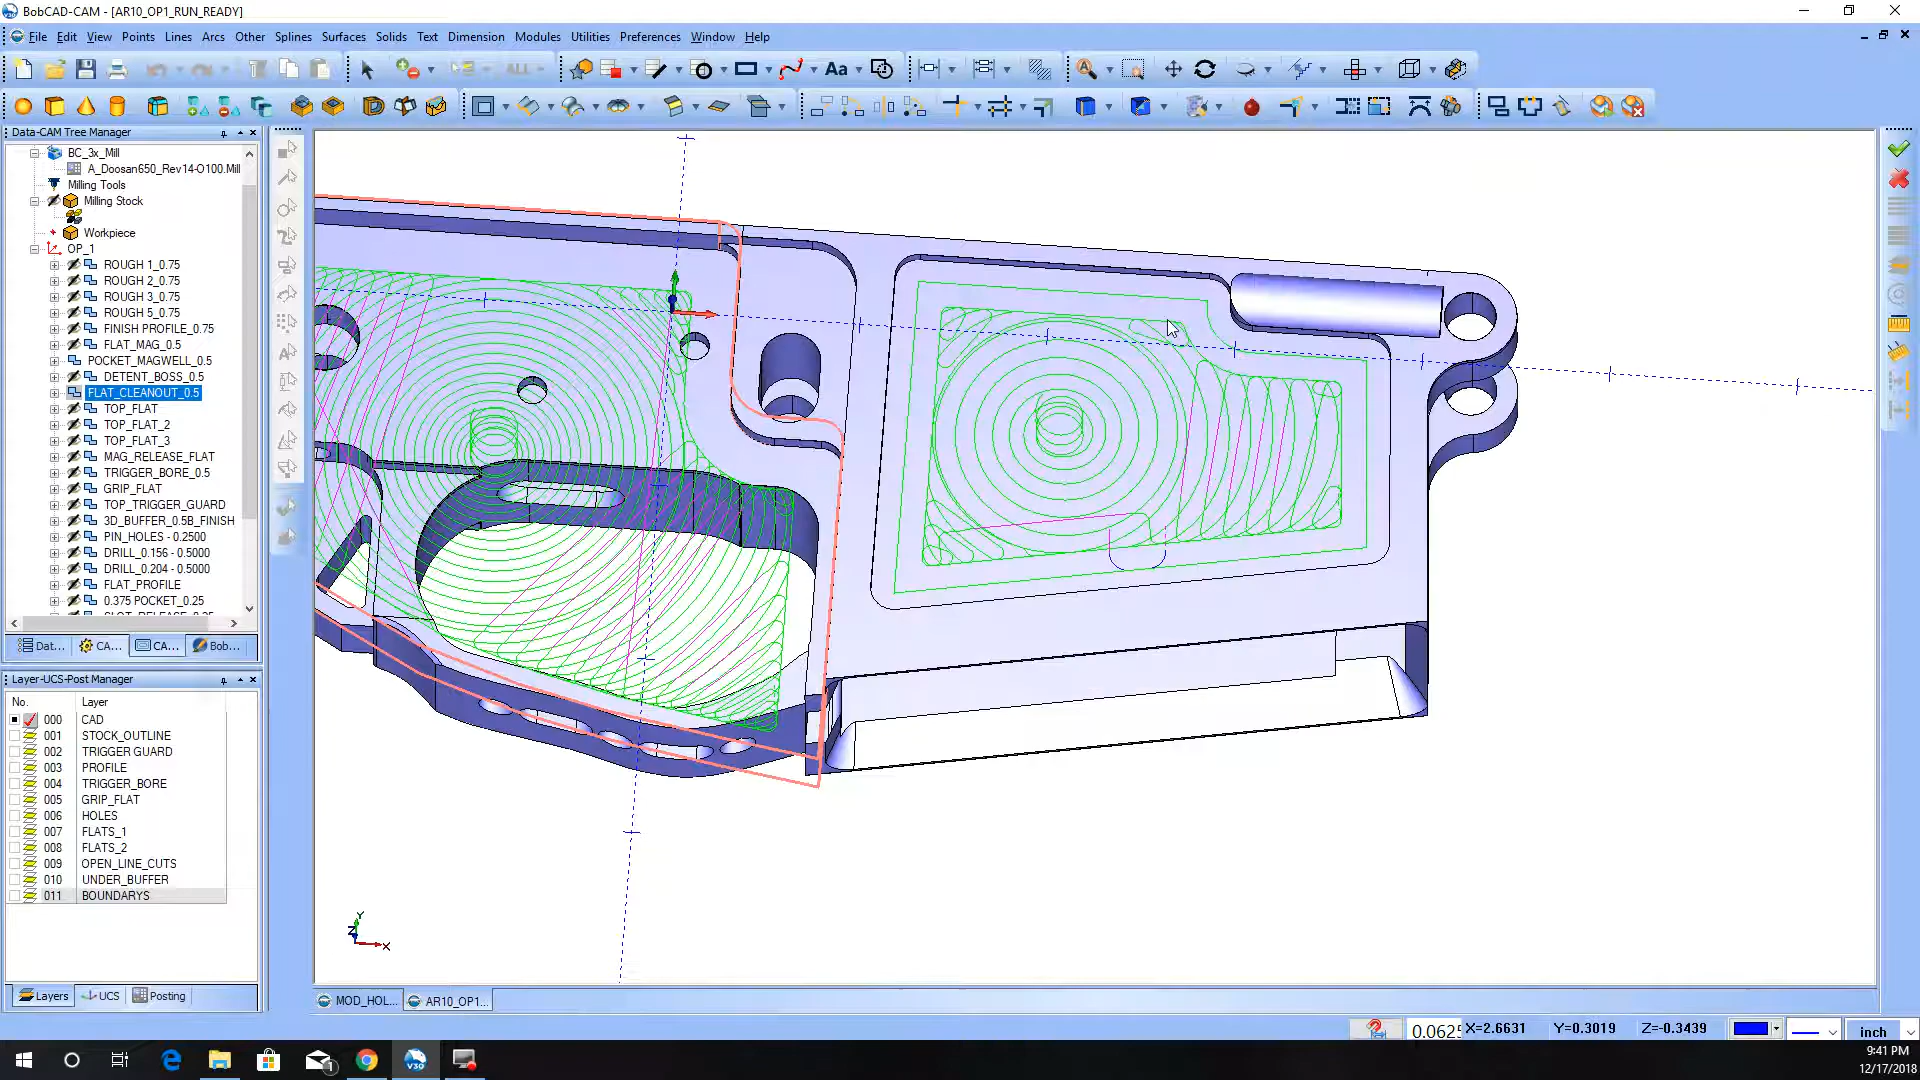 BobCAD-CAM - [AR10_OP1_RUN_READY]
File Edit View Points Lines Arcs Other Splines Surfaces Solids Text Dimension Modules Utilities Preferences Window Help
ALL
Aa
Data-CAM Tree Manager
BC_3x_Mill
A_Doosan650_Rev14-O100.Mill
Milling Tools
Milling Stock
Workpiece
OP_1
ROUGH 1_0.75
ROUGH 2_0.75
ROUGH 3_0.75
ROUGH 5_0.75
FINISH PROFILE_0.75
FLAT_MAG_0.5
POCKET_MAGWELL_0.5
DETENT_BOSS_0.5
FLAT_CLEANOUT_0.5
TOP_FLAT
TOP_FLAT_2
TOP_FLAT_3
MAG_RELEASE_FLAT
TRIGGER_BORE_0.5
GRIP_FLAT
TOP_TRIGGER_GUARD
3D_BUFFER_0.5B_FINISH
PIN_HOLES - 0.2500
DRILL_0.156 - 0.5000
DRILL_0.204 - 0.5000
FLAT_PROFILE
0.375 POCKET_0.25
Dat... CA... CA... Bob...
Layer-UCS-Post Manager
No. Layer
000 CAD
001 STOCK_OUTLINE
002 TRIGGER GUARD
003 PROFILE
004 TRIGGER_BORE
005 GRIP_FLAT
006 HOLES
007 FLATS_1
008 FLATS_2
009 OPEN_LINE_CUTS
010 UNDER_BUFFER
011 BOUNDARYS
Layers UCS Posting
Y
Z
X
MOD_HOL... AR10_OP1...
0.0625 X=2.6631 Y=0.3019 Z=-0.3439 inch
V30
1
9:41 PM
12/17/2018